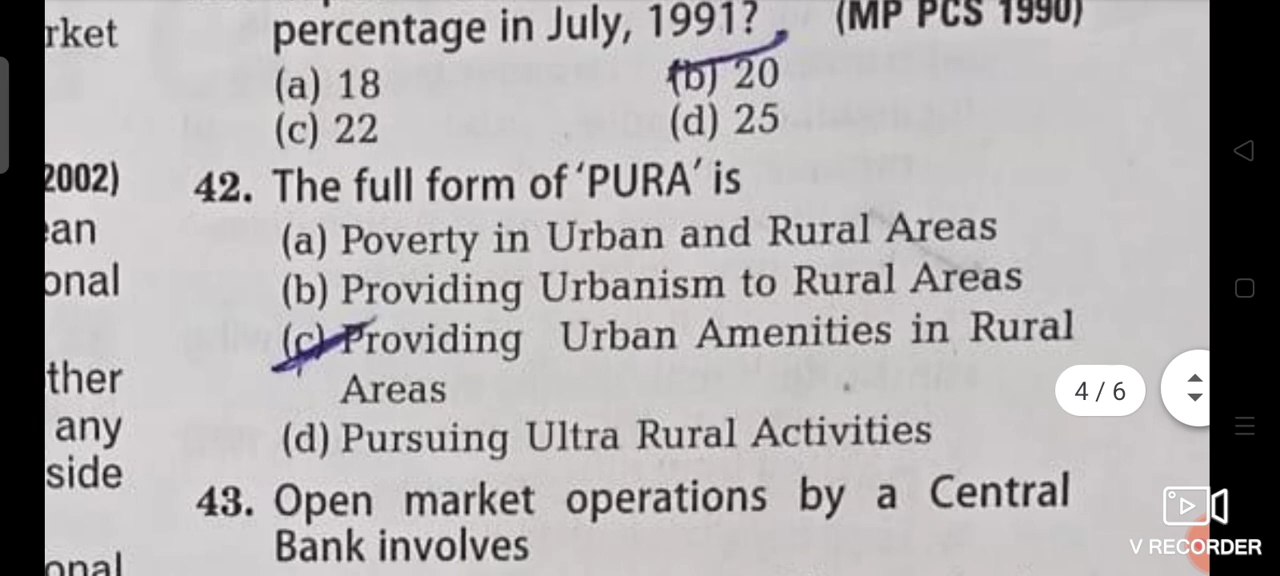 rket
2002)
an
onal
ther
any
side
onal
percentage in July, 1991? (MP PCS 1990)
(a) 18 (b) 20
(c) 22 (d) 25
42. The full form of 'PURA' is
(a) Poverty in Urban and Rural Areas
(b) Providing Urbanism to Rural Areas
(c) Providing Urban Amenities in Rural
Areas
(d) Pursuing Ultra Rural Activities
43. Open market operations by a Central
Bank involves
4 / 6
V RECORDER